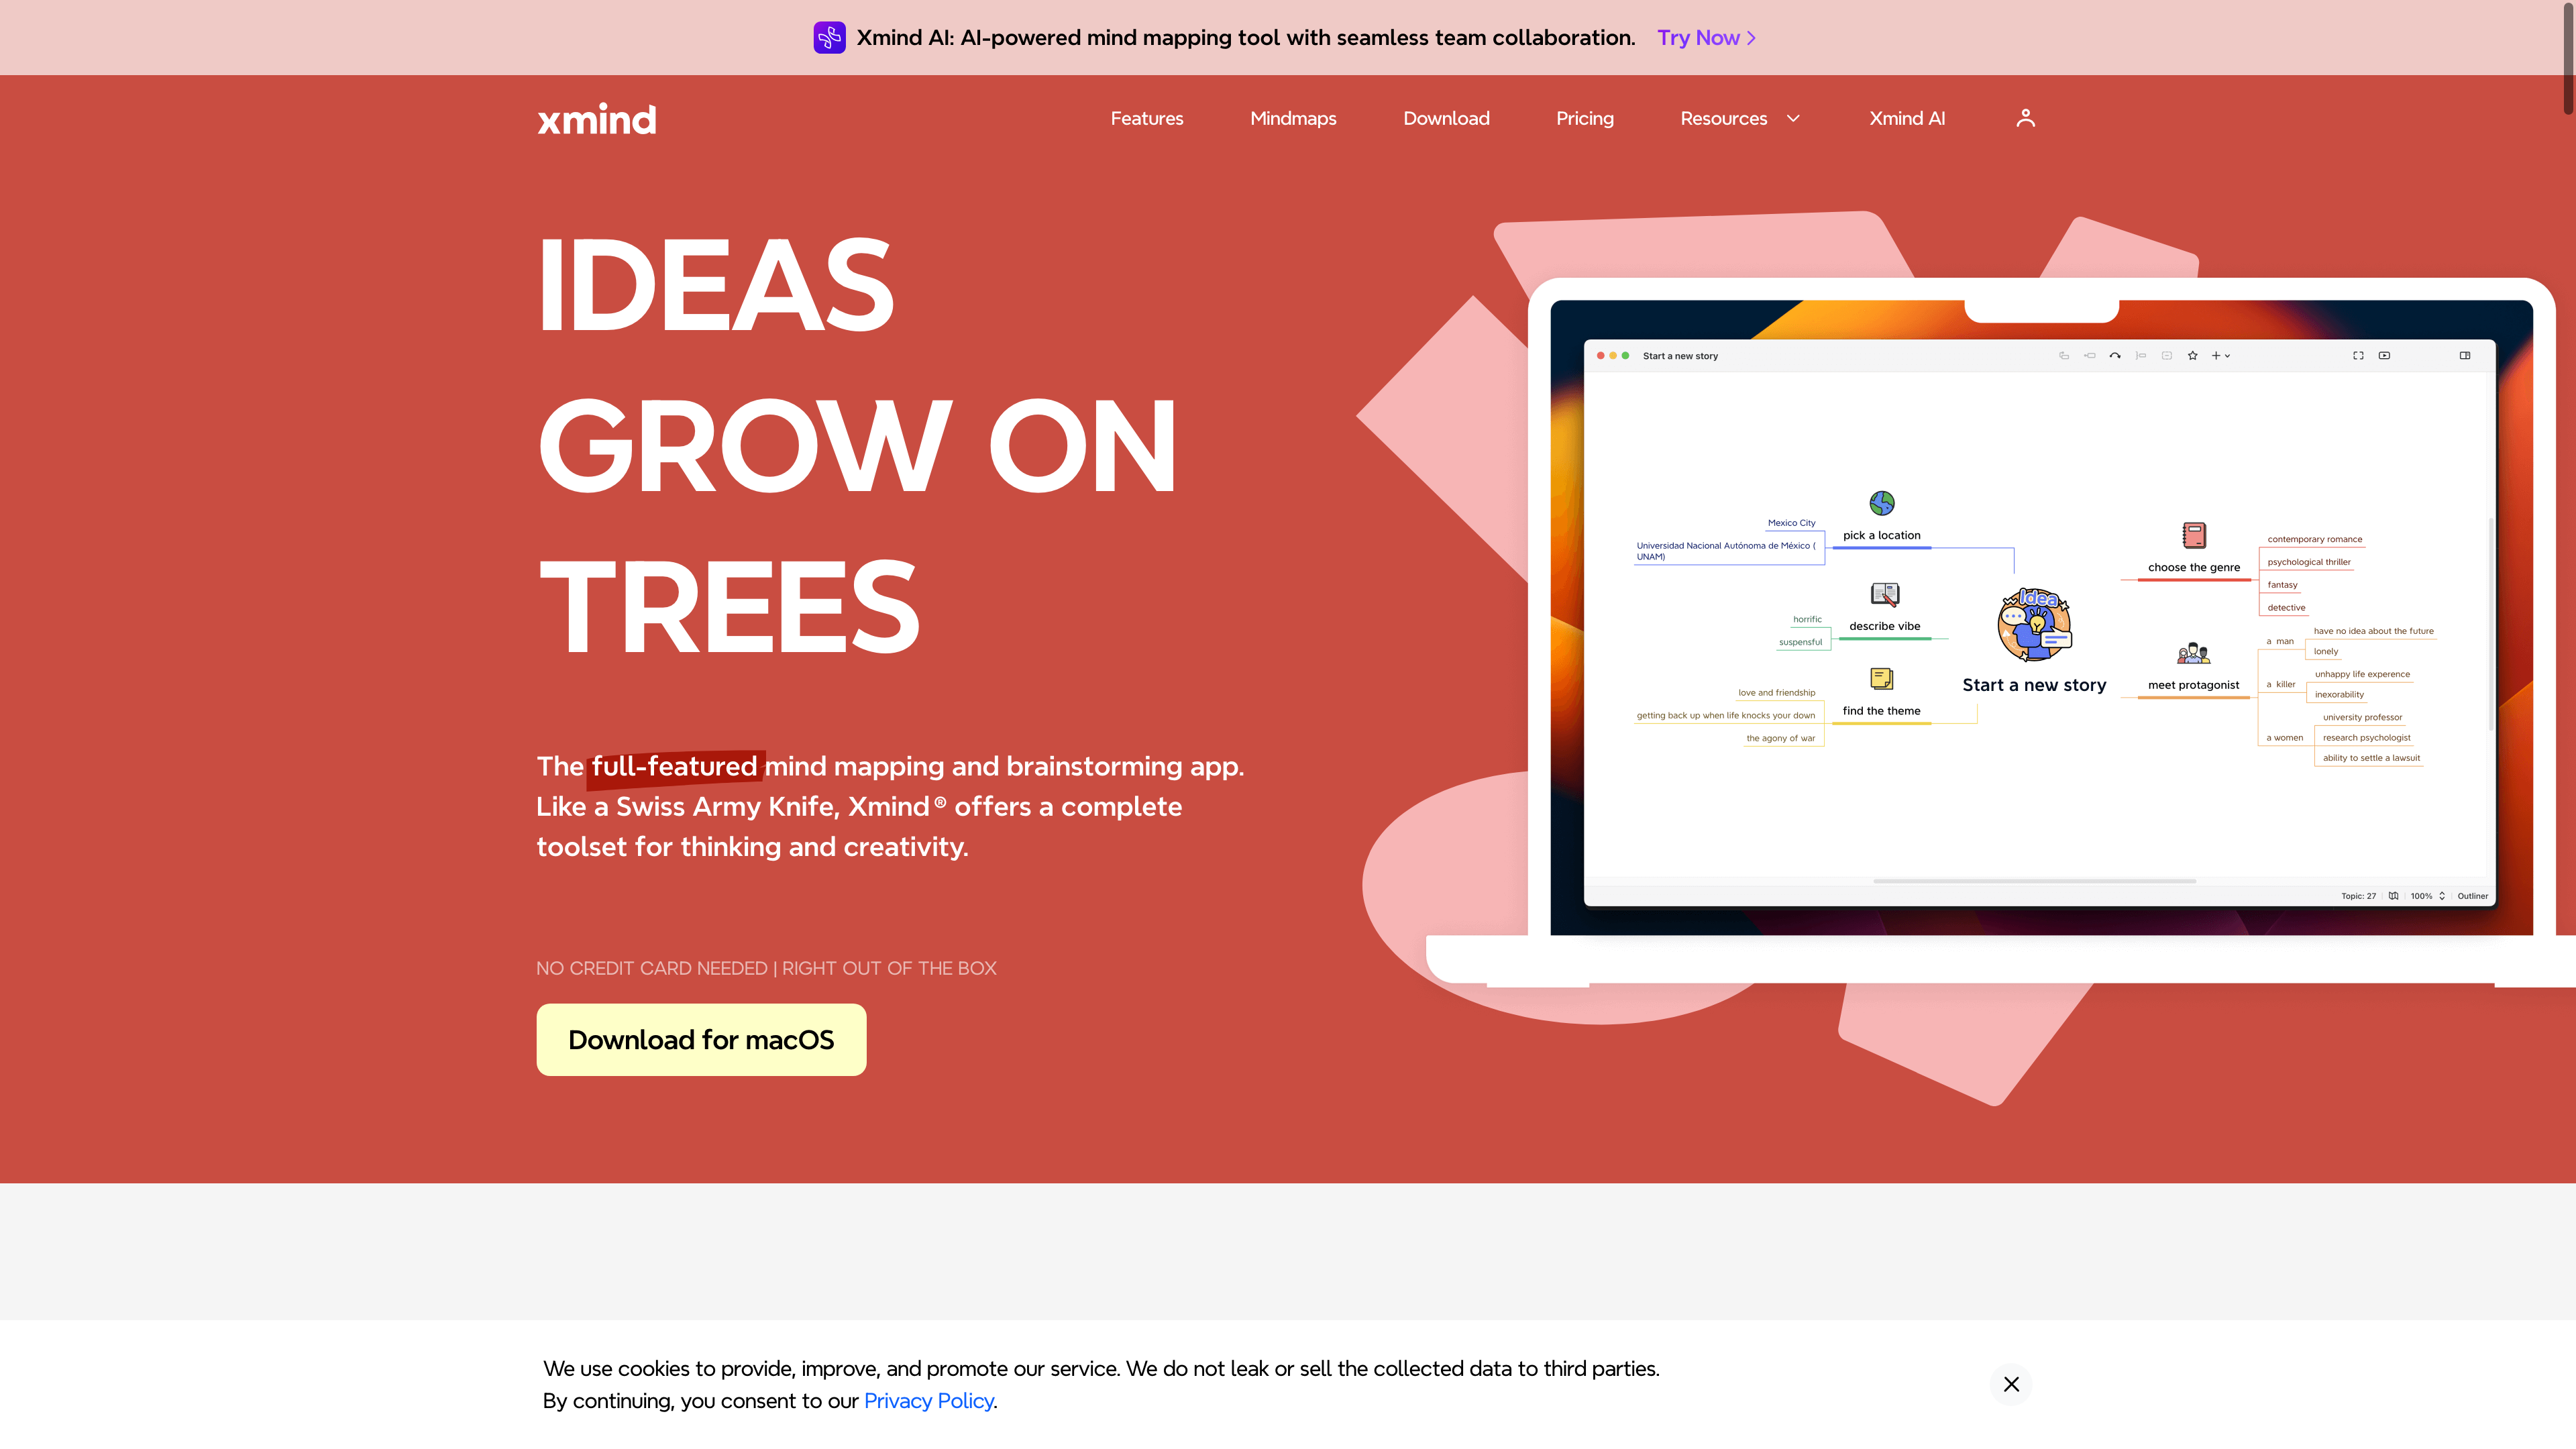 Xmind AI: AI-powered mind mapping tool with seamless team collaboration. Try Now
xmind
Features Mindmaps Download Pricing Resources Xmind AI
IDEAS
GROW ON
TREES
The full-featured mind mapping and brainstorming app.
Like a Swiss Army Knife, Xmind® offers a complete
toolset for thinking and creativity.
NO CREDIT CARD NEEDED | RIGHT OUT OF THE BOX
Download for macOS
Start a new story
Mexico City
pick a location
Universidad Nacional Autónoma de México (
UNAM)
horrific
describe vibe
suspensful
love and friendship
getting back up when life knocks your down
find the theme
the agony of war
Idea
Start a new story
choose the genre
contemporary romance
psychological thriller
fantasy
detective
meet protagonist
a man
have no idea about the future
lonely
a killer
unhappy life experence
inexorability
a women
university professor
research psychologist
ability to settle a lawsuit
Topic: 27 100% Outliner
We use cookies to provide, improve, and promote our service. We do not leak or sell the collected data to third parties.
By continuing, you consent to our Privacy Policy.